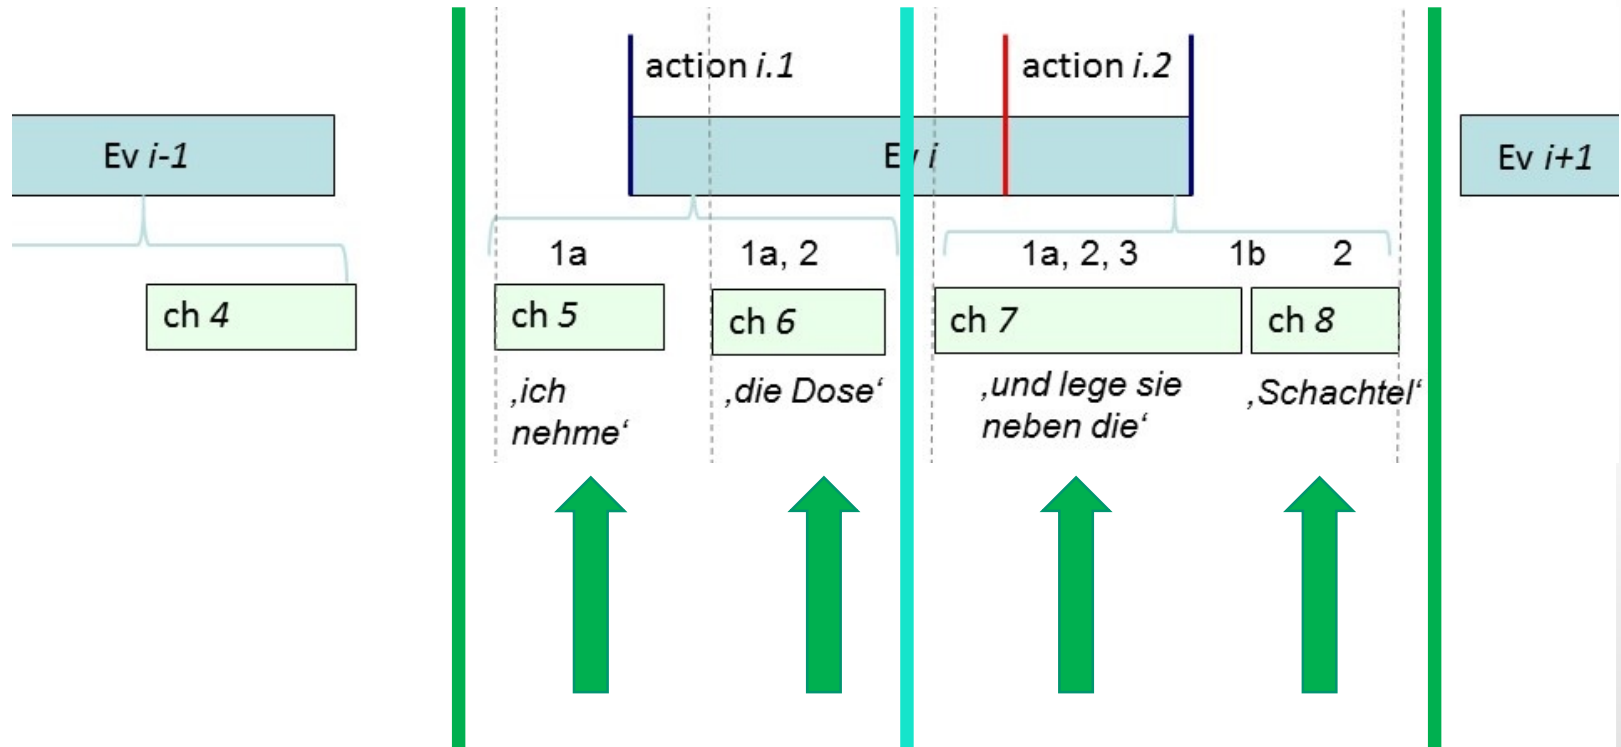 action i.1
action i.2
Ev i-1
Ev i
Ev i+1
1a
1a, 2
1a, 2, 3
1b
2
ch 4
ch 5
ch 6
ch 7
ch 8
‚ich
nehme‘
‚die Dose‘
‚und lege sie
neben die‘
‚Schachtel‘